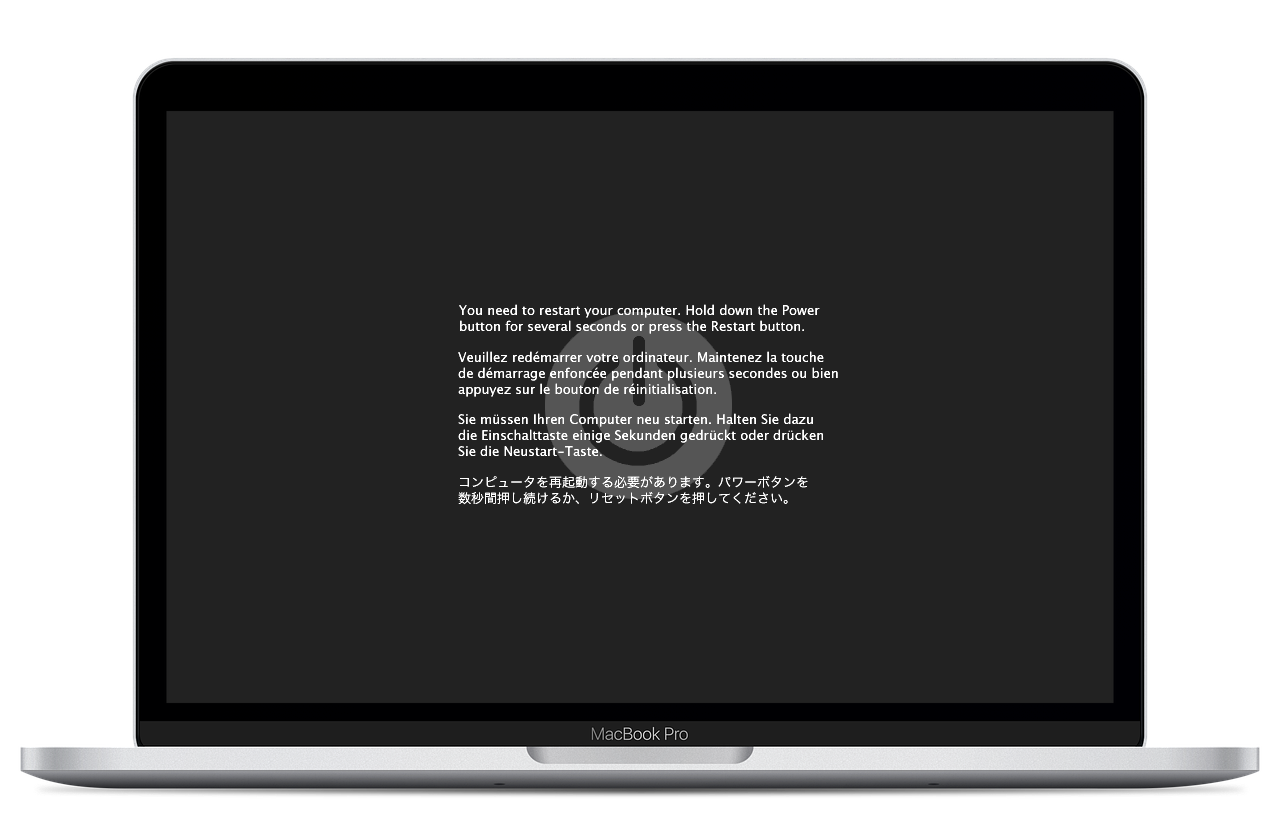 You need to restart your computer. Hold down the Power
button for several seconds or press the Restart button.
Veuillez redémarrer votre ordinateur. Maintenez la touche
de démarrage enfoncée pendant plusieurs secondes ou bien
appuyez sur le bouton de réinitialisation.
Sie müssen Ihren Computer neu starten. Halten Sie dazu
die Einschalttaste einige Sekunden gedrückt oder drücken
Sie die Neustart-Taste.
コンピュータを再起動する必要があります。パワーボタンを
数秒間押し続けるか、リセットボタンを押してください。
MacBook Pro